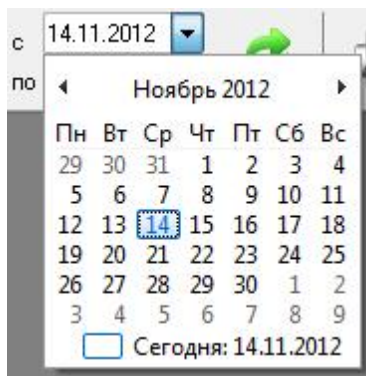 с 14.11.2012
по
Ноябрь 2012
Пн Вт Ср Чт Пт Сб Вс
29 30 31 1 2 3 4
5 6 7 8 9 10 11
12 13 14 15 16 17 18
19 20 21 22 23 24 25
26 27 28 29 30 1 2
3 4 5 6 7 8 9
Сегодня: 14.11.2012